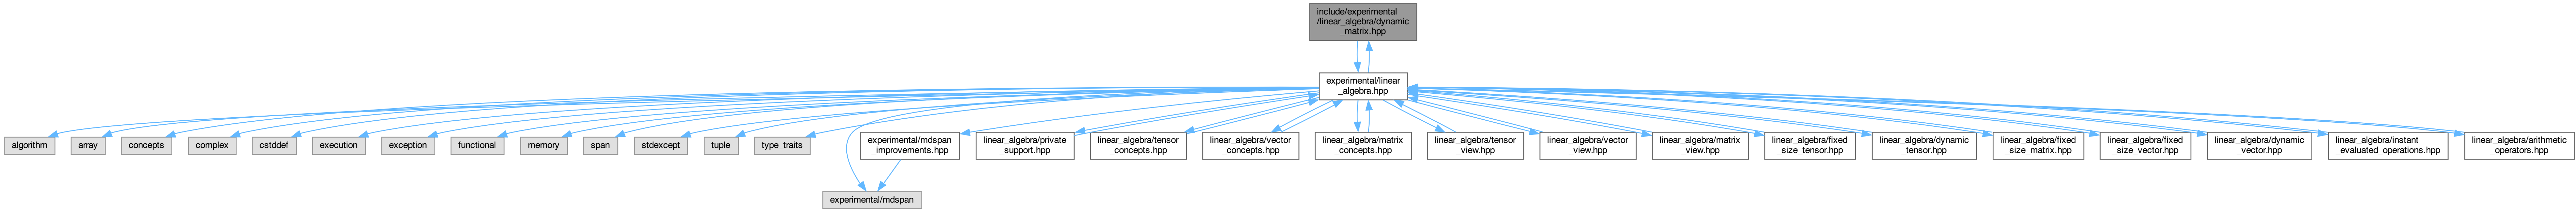 include/experimental
/linear_algebra/dynamic
_matrix.hpp
experimental/linear
_algebra.hpp
algorithm
array
concepts
complex
cstddef
execution
exception
functional
memory
span
stdexcept
tuple
type_traits
experimental/mdspan
_improvements.hpp
linear_algebra/private
_support.hpp
linear_algebra/tensor
_concepts.hpp
linear_algebra/vector
_concepts.hpp
linear_algebra/matrix
_concepts.hpp
linear_algebra/tensor
_view.hpp
linear_algebra/vector
_view.hpp
linear_algebra/matrix
_view.hpp
linear_algebra/fixed
_size_tensor.hpp
linear_algebra/dynamic
_tensor.hpp
linear_algebra/fixed
_size_matrix.hpp
linear_algebra/fixed
_size_vector.hpp
linear_algebra/dynamic
_vector.hpp
linear_algebra/instant
_evaluated_operations.hpp
linear_algebra/arithmetic
_operators.hpp
experimental/mdspan